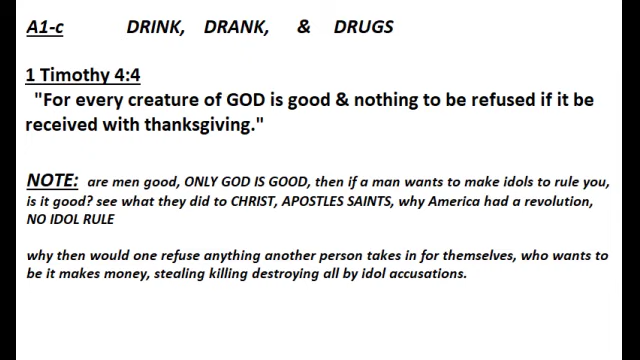 A1-c DRINK, DRANK, & DRUGS
1 Timothy 4:4
"For every creature of GOD is good & nothing to be refused if it be
received with thanksgiving."
NOTE: are men good, ONLY GOD IS GOOD, then if a man wants to make idols to rule you,
is it good? see what they did to CHRIST, APOSTLES SAINTS, why America had a revolution,
NO IDOL RULE
why then would one refuse anything another person takes in for themselves, who wants to
be it makes money, stealing killing destroying all by idol accusations.